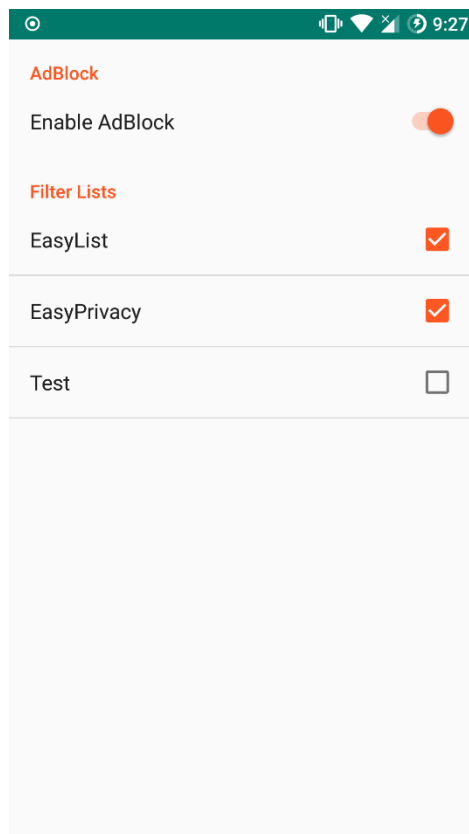 9:27
AdBlock
Enable AdBlock
Filter Lists
EasyList
EasyPrivacy
Test